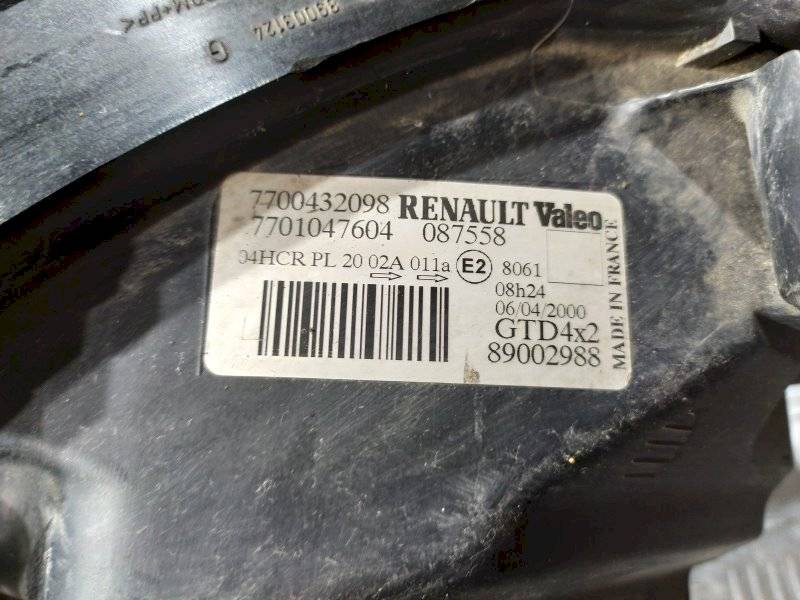 89003124
G
7700432098 RENAULT Valeo
7701047604 087558
04HCR PL 20 02A 011a E2 8061
08h24
06/04/2000
GTD4x2
89002988
MADE IN FRANCE